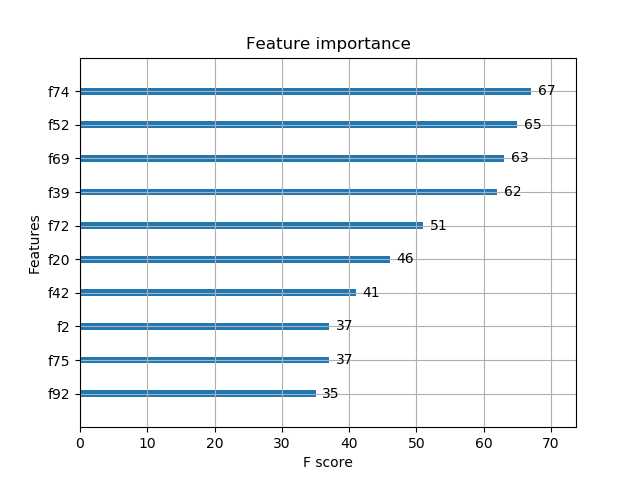 Feature importance
f74 67
f52 65
f69 63
f39 62
f72 51
f20 46
f42 41
f2 37
f75 37
f92 35
Features
0 10 20 30 40 50 60 70
F score